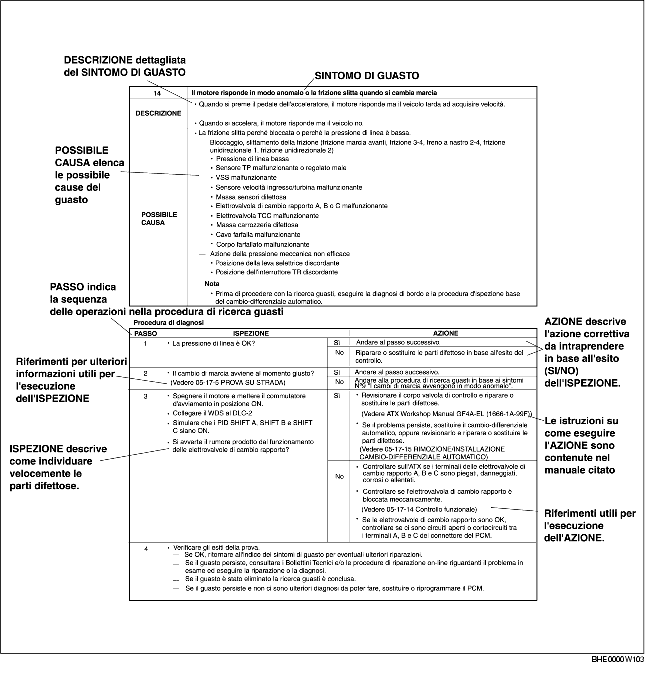 DESCRIZIONE dettagliata
del SINTOMO DI GUASTO
SINTOMO DI GUASTO
14
Il motore risponde in modo anomalo o la frizione slitta quando si cambia marcia
DESCRIZIONE
• Quando si preme il pedale dell'acceleratore, il motore risponde ma il veicolo tarda ad acquisire velocità.
• Quando si accelera, il motore risponde ma il veicolo no.
POSSIBILE
CAUSA elenca
le possibile
cause del
guasto
POSSIBILE
CAUSA
• La frizione slitta perché bloccata o perchè la pressione di linea è bassa.
Bloccaggio, slittamento della frizione (frizione marcia avanti, frizione 3-4, freno a nastro 2-4, frizione
unidirezionale 1, frizione unidirezionale 2)
• Pressione di linea bassa
• Sensore TP malfunzionante o regolato male
• VSS malfunzionante
• Sensore velocità ingresso/turbina malfunzionante
• Massa sensori difettosa
• Elettrovalvola di cambio rapporto A, B o C malfunzionante
• Elettrovalvola TCC malfunzionante
• Massa carrozzeria difettosa
• Cavo farfalla malfunzionante
• Corpo farfallato malfunzionante
— Azione della pressione meccanica non efficace
• Posizione della leva selettrice discordante
• Posizione dell'interruttore TR discordante
Nota
• Prima di procedere con la ricerca guasti, eseguire la diagnosi di bordo e la procedura d'ispezione base
del cambio-differenziale automatico.
PASSO indica
la sequenza
delle operazioni nella procedura di ricerca guasti
Procedura di diagnosi
PASSO
ISPEZIONE
AZIONE
1
• La pressione di linea è OK?
Sì
Andare al passo successivo.
No
Riparare o sostituire le parti difettose in base all'esito del
controllo.
2
• Il cambio di marcia avviene al momento giusto?
(Vedere 05-17-5 PROVA SU STRADA)
Sì
Andare al passo successivo.
No
Andare alla procedura di ricerca guasti in base ai sintomi
N°9 "I cambi di marcia avvengono in modo anomalo".
3
• Spegnere il motore e mettere il commutatore
d'avviamento in posizione ON.
• Collegare il WDS al DLC-2.
• Simulare che i PID SHIFT A, SHIFT B e SHIFT
C siano ON.
• Si avvarte il rumore prodotto dal funzionamento
delle elettrovalvole di cambio rapporto?
Sì
• Revisionare il corpo valvola di controllo e riparare o
sostituire le parti difettose.
(Vedere ATX Workshop Manual GF4A-EL (1666-1A-99F))
• Se il problema persiste, sostituire il cambio-differenziale
automatico, oppure revisionarlo e riparare o sostituire le
parti difettose.
(Vedere 05-17-15 RIMOZIONE/INSTALLAZIONE
CAMBIO-DIFFERENZIALE AUTOMATICO)
No
• Controllare sull'ATX se i terminali delle elettrovalvole di
cambio rapporto A, B e C sono piegati, danneggiati,
corrosi o allentati.
• Controllare se l'elettrovalvola di cambio rapporto è
bloccata meccanicamente.
(Vedere 05-17-14 Controllo funzionale)
• Se le elettrovalvole di cambio rapporto sono OK,
controllare se ci sono circuiti aperti o cortocircuiti tra
i terminali A, B e C del connettore del PCM.
4
• Verificare gli esiti della prova.
— Se OK, ritornare all'indice dei sintomi di guasto per eventuali ulteriori riparazioni.
— Se il guasto persiste, consultare i Bollettini Tecnici e/o le procedure di riparazione on-line riguardanti il problema in
esame ed eseguire la riparazione o la diagnosi.
— Se il guasto è stato eliminato la ricerca guasti è conclusa.
— Se il guasto persiste e non ci sono ulteriori diagnosi da poter fare, sostituire o riprogrammare il PCM.
Riferimenti per ulteriori
informazioni utili per
l'esecuzione
dell'ISPEZIONE
ISPEZIONE descrive
come individuare
velocemente le
parti difettose.
AZIONE descrive
l'azione correttiva
da intraprendere
in base all'esito
(SI/NO)
dell'ISPEZIONE.
Le istruzioni su
come eseguire
l'AZIONE sono
contenute nel
manuale citato
Riferimenti utili per
l'esecuzione
dell'AZIONE.
BHE0000W103